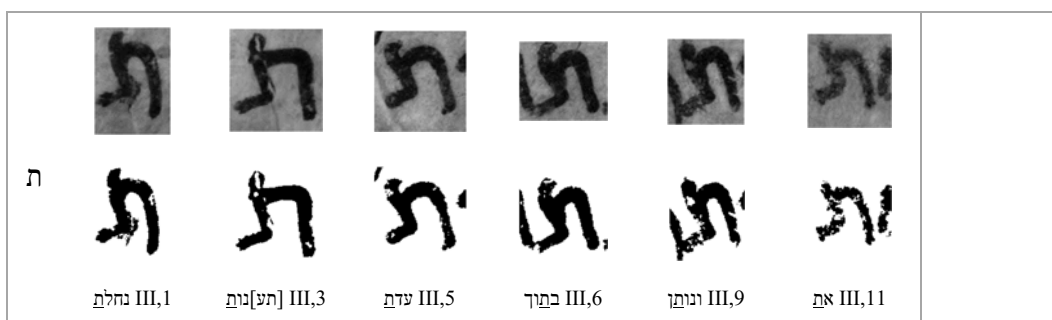 ת
נחלת III,1
[תע]נות III,3
עדת III,5
בתוך III,6
ונותן III,9
את III,11